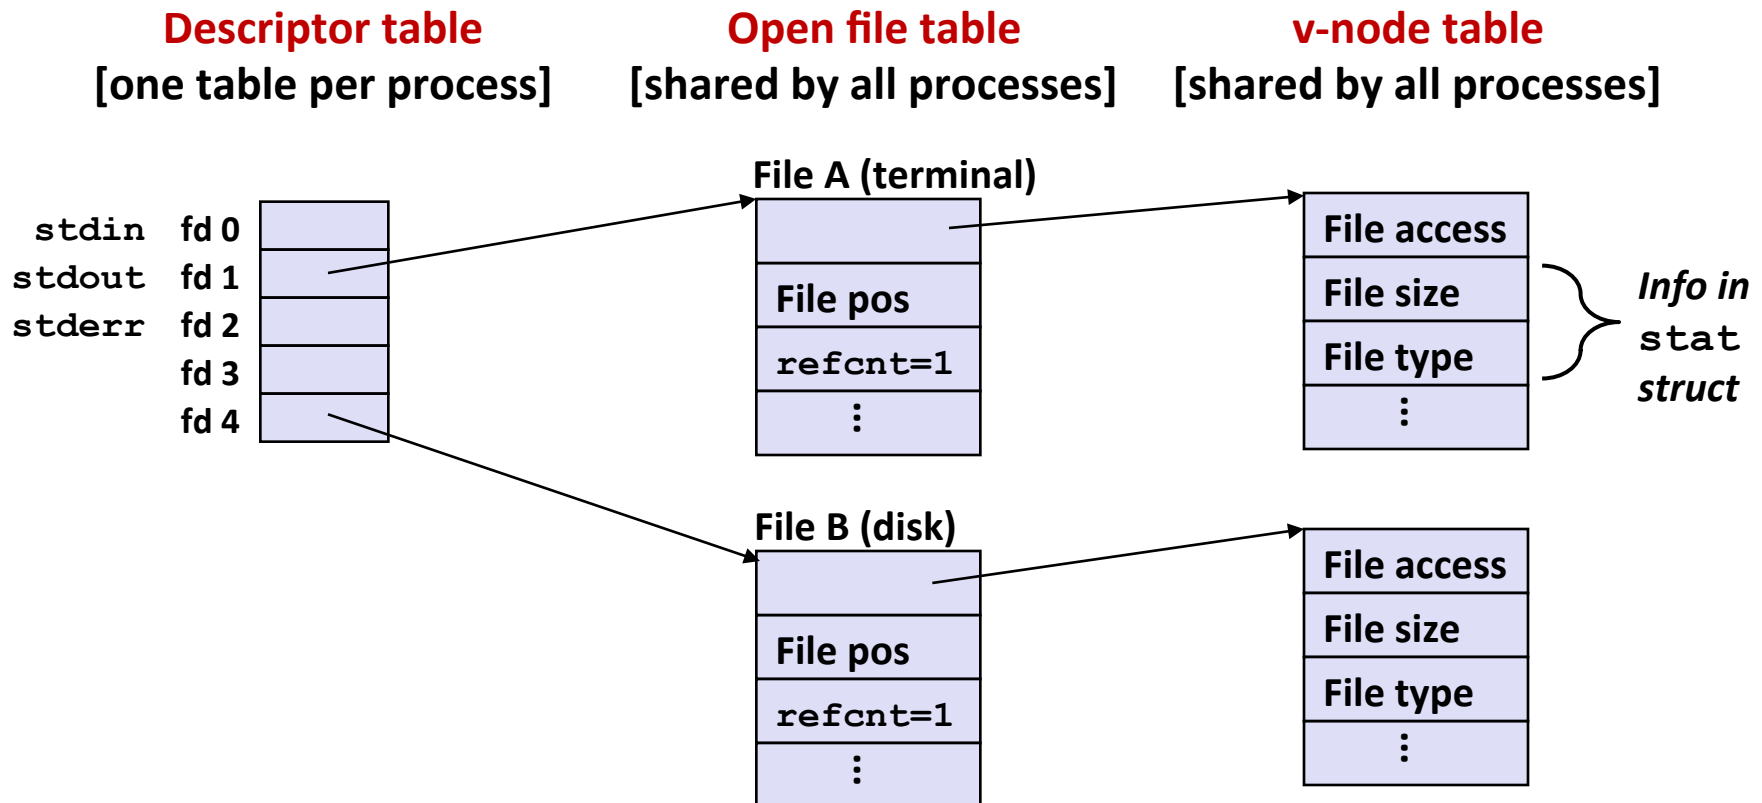 Descriptor table
[one table per process]
Open file table
[shared by all processes]
v-node table
[shared by all processes]
stdin fd 0
stdout fd 1
stderr fd 2
fd 3
fd 4
File A (terminal)
File pos
refcnt=1
⋮
File access
File size
File type
⋮
Info in
stat
struct
File B (disk)
File pos
refcnt=1
⋮
File access
File size
File type
⋮